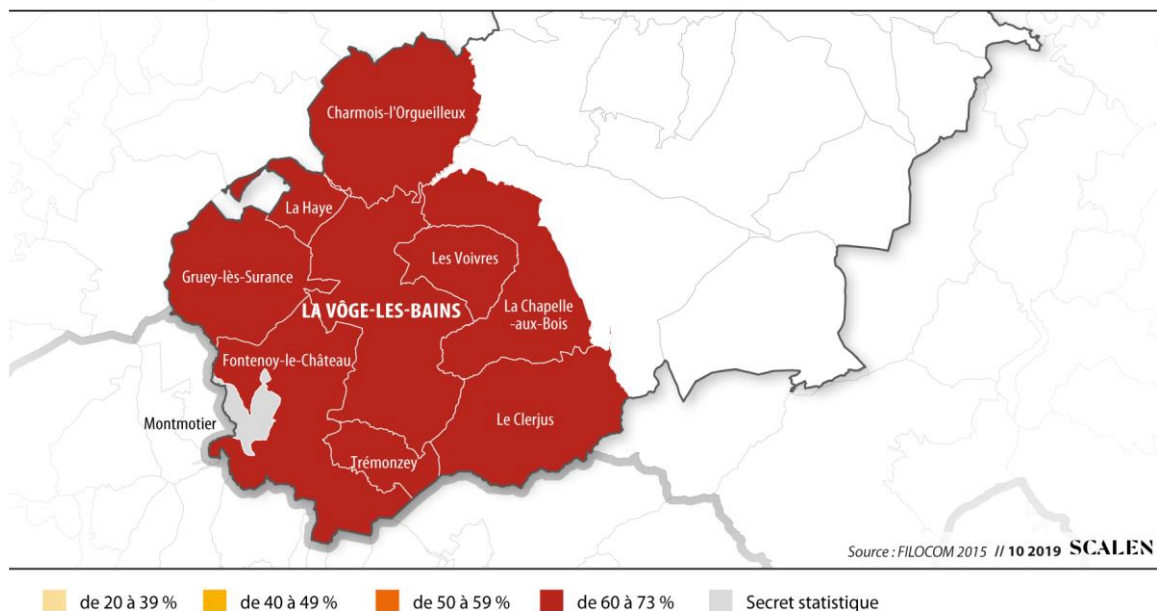 Charmois-l'Orgueilleux
La Haye
Les Voivres
Gruey-lès-Surance
LA VÔGE-LES-BAINS
La Chapelle
-aux-Bois
Fontenoy-le-Château
Montmotier
Le Clerjus
Trémonzey
Source : FILOCOM 2015 // 10 2019 SCALEN
de 20 à 39 %
de 40 à 49 %
de 50 à 59 %
de 60 à 73 %
Secret statistique